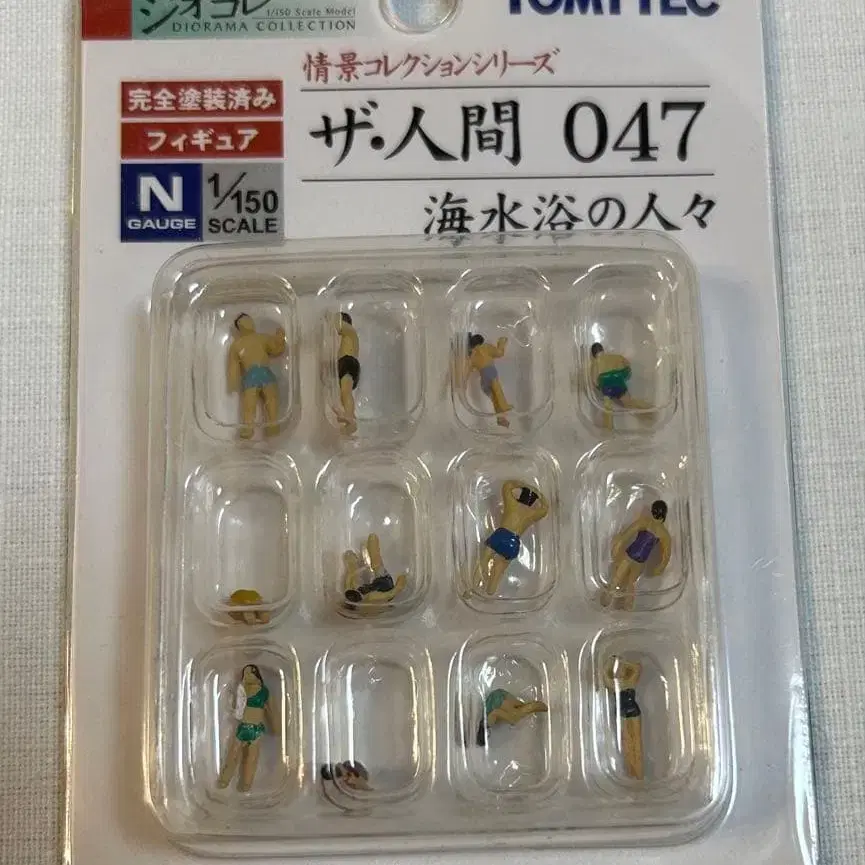 ジオコレ
1/150 Scale Model
DIORAMA COLLECTION
TOMYTEC
情景コレクションシリーズ
完全塗装済み
フィギュア
ザ・人間 047
N
GAUGE
1/150
SCALE
海水浴の人々